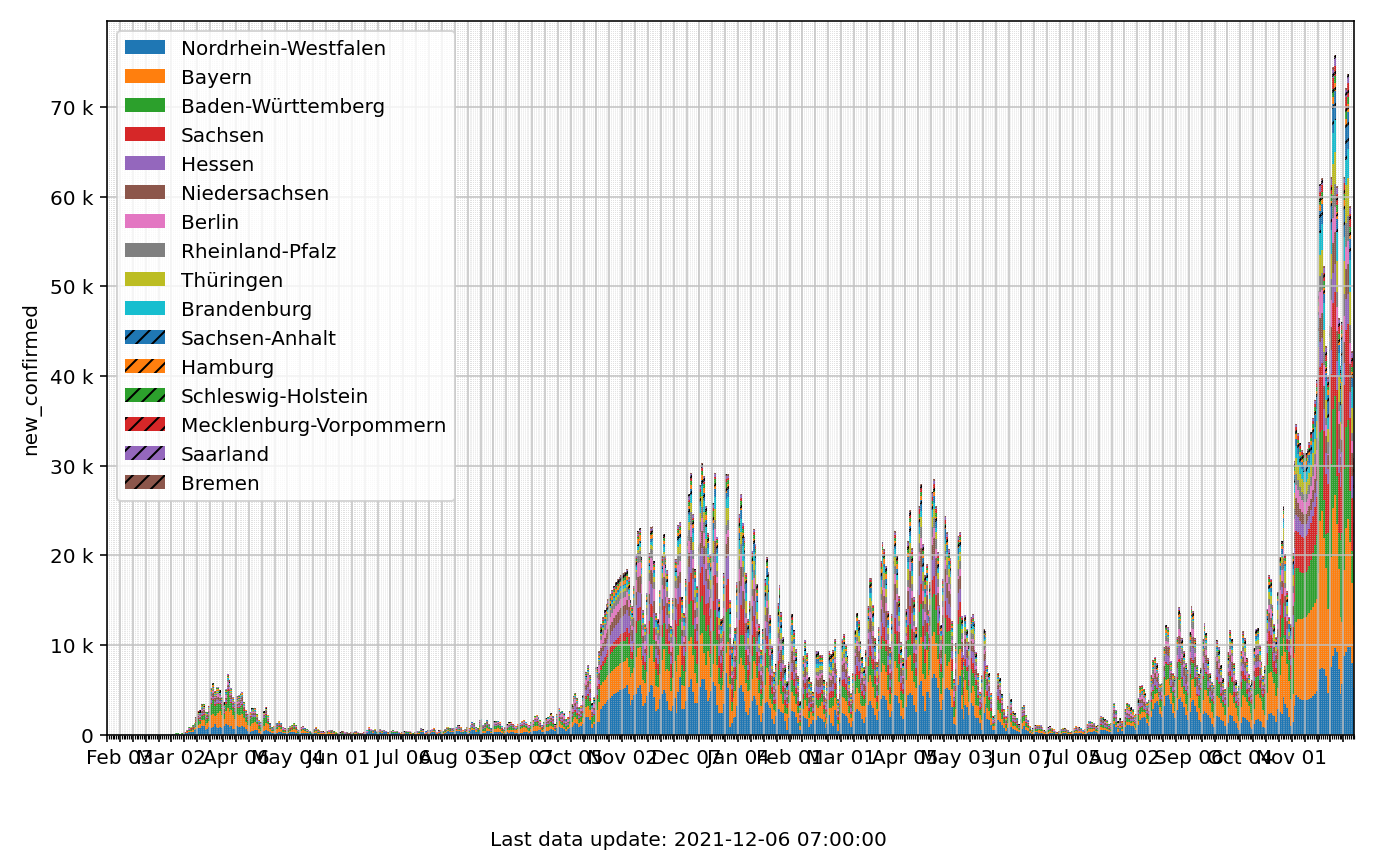 70 k
60 k
50 k
40 k
30 k
20 k
10 k
0
new_confirmed
Nordrhein-Westfalen
Bayern
Baden-Württemberg
Sachsen
Hessen
Niedersachsen
Berlin
Rheinland-Pfalz
Thüringen
Brandenburg
Sachsen-Anhalt
Hamburg
Schleswig-Holstein
Mecklenburg-Vorpommern
Saarland
Bremen
Feb 03 Mar 02 Apr 06 May 04 Jun 01 Jul 06 Aug 03 Sep 07 Oct 05 Nov 02 Dec 07 Jan 04 Feb 01 Mar 01 Apr 05 May 03 Jun 07 Jul 05 Aug 02 Sep 06 Oct 04 Nov 01
Last data update: 2021-12-06 07:00:00